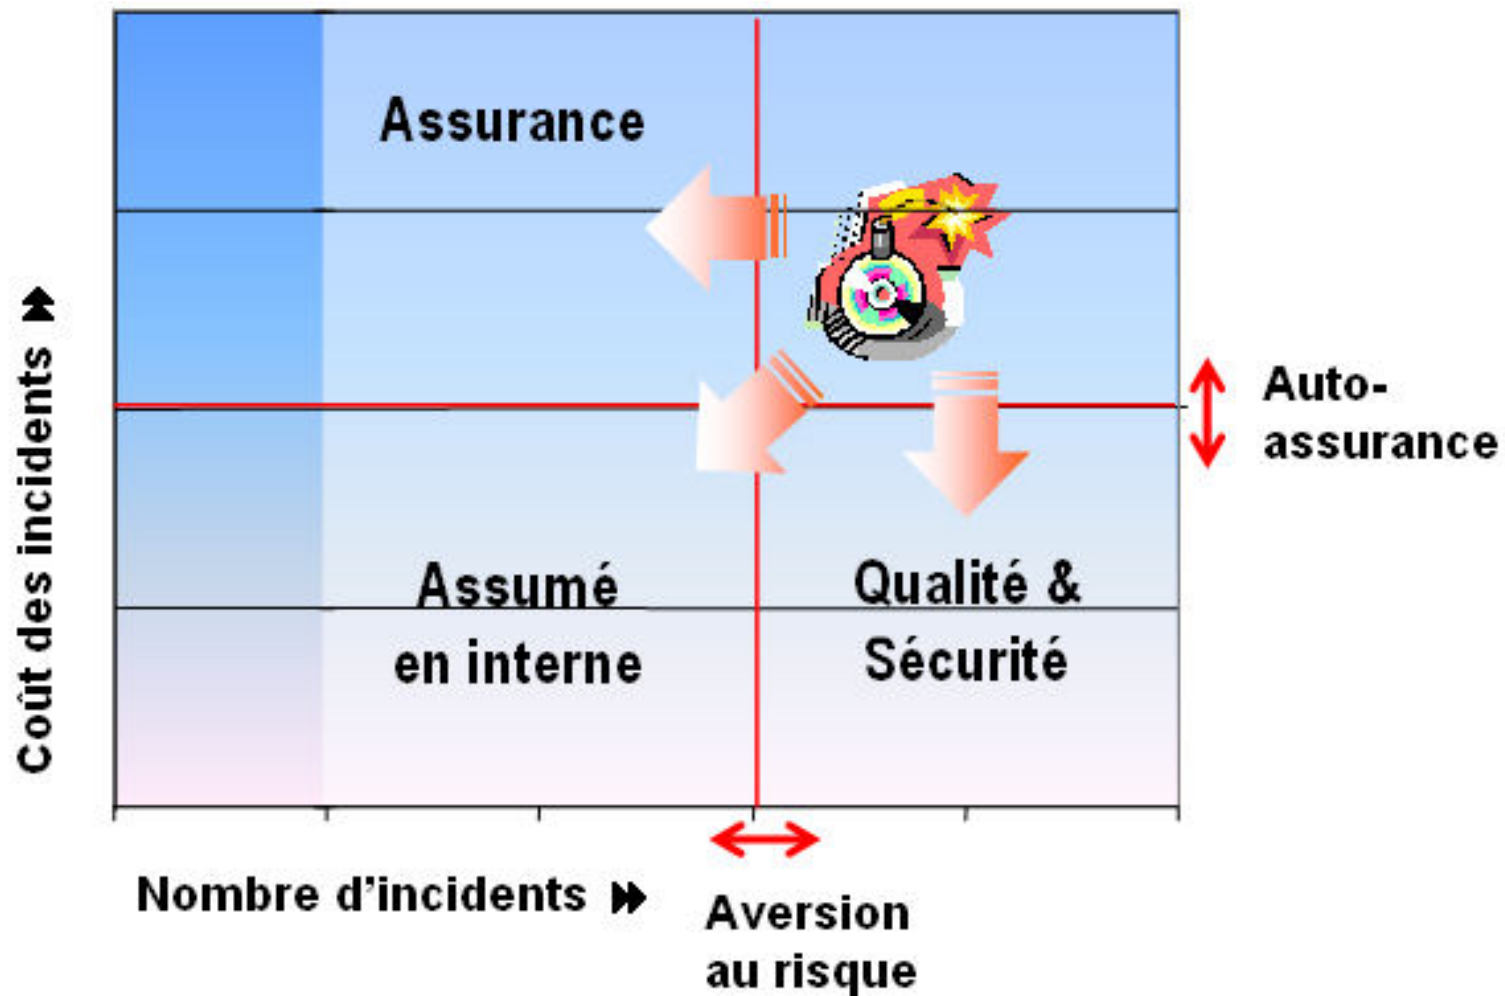 Assurance
Coût des incidents
Auto-
assurance
Assumé
en interne
Qualité &
Sécurité
Nombre d'incidents
Aversion
au risque